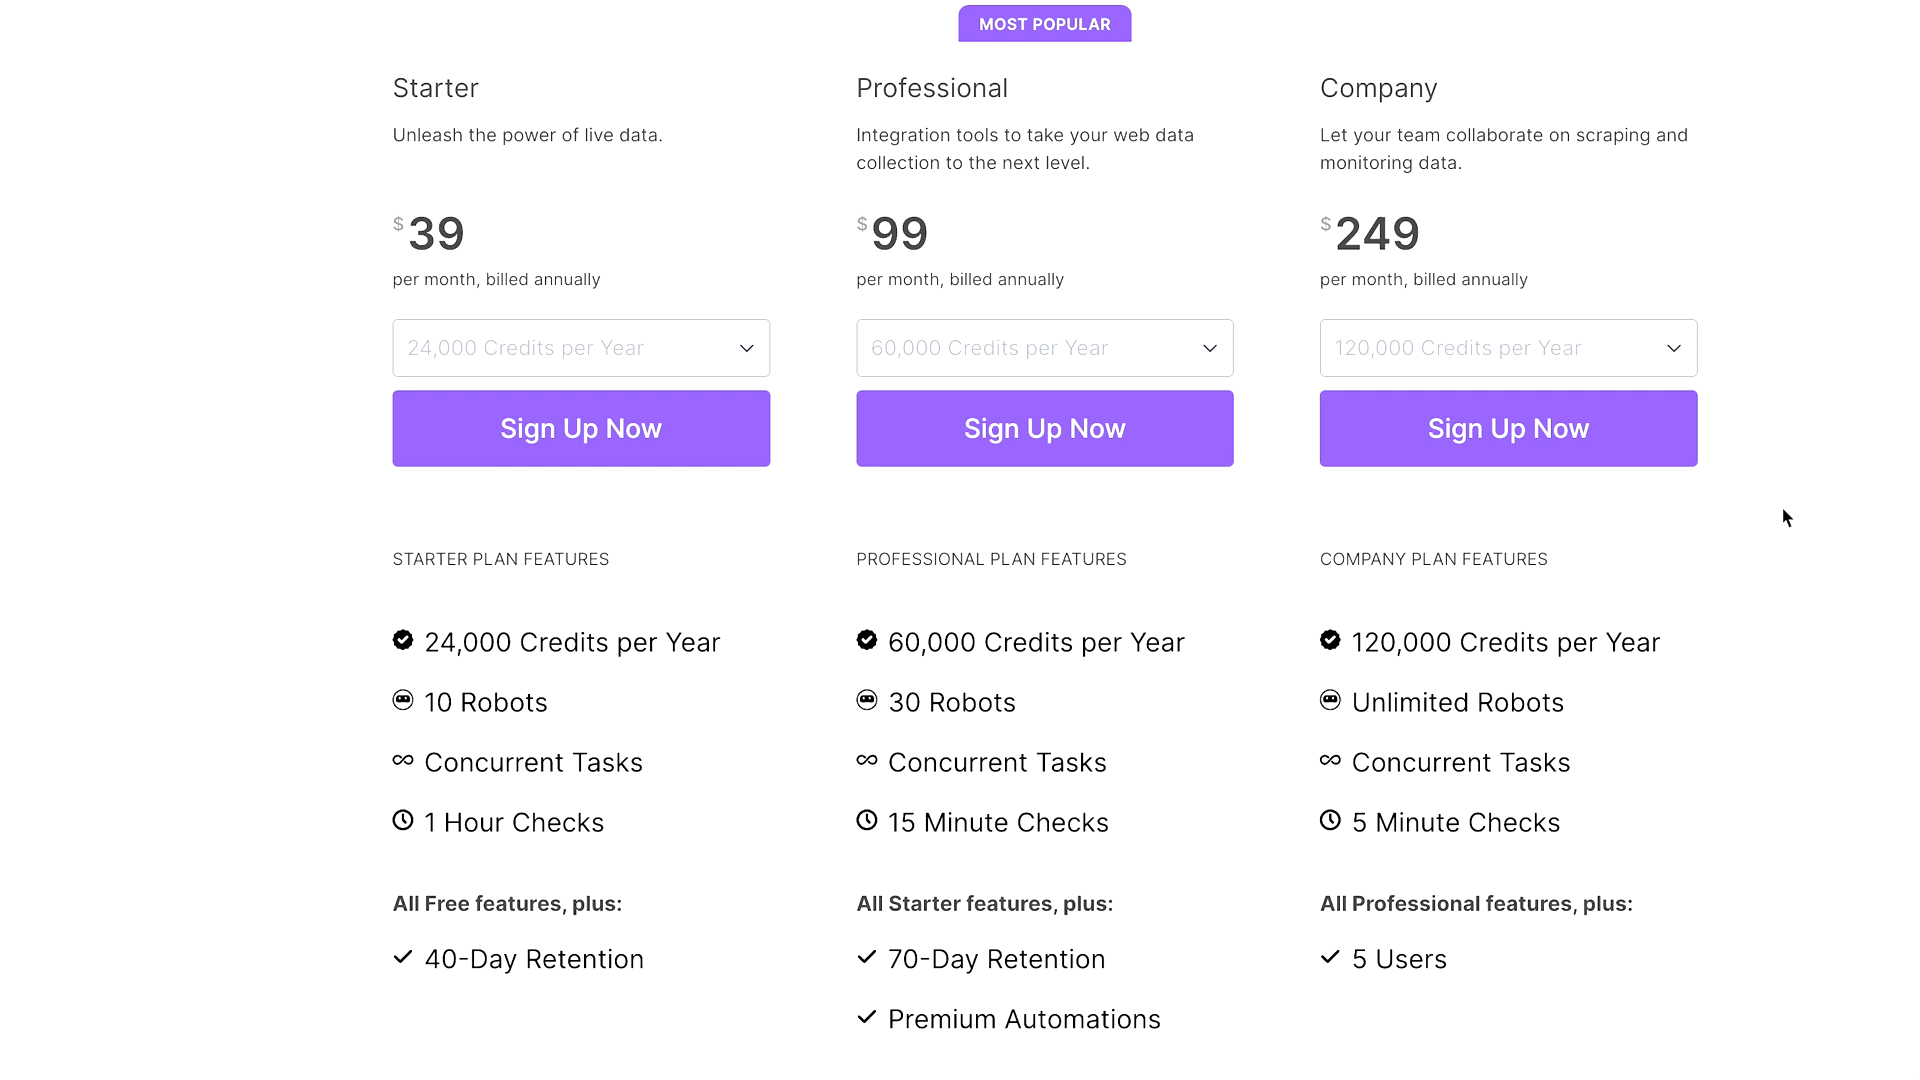 MOST POPULAR
Starter
Unleash the power of live data.
$39
per month, billed annually
24,000 Credits per Year
Sign Up Now
STARTER PLAN FEATURES
24,000 Credits per Year
10 Robots
Concurrent Tasks
1 Hour Checks
All Free features, plus:
40-Day Retention
Professional
Integration tools to take your web data
collection to the next level.
$99
per month, billed annually
60,000 Credits per Year
Sign Up Now
PROFESSIONAL PLAN FEATURES
60,000 Credits per Year
30 Robots
Concurrent Tasks
15 Minute Checks
All Starter features, plus:
70-Day Retention
Premium Automations
Company
Let your team collaborate on scraping and
monitoring data.
$249
per month, billed annually
120,000 Credits per Year
Sign Up Now
COMPANY PLAN FEATURES
120,000 Credits per Year
Unlimited Robots
Concurrent Tasks
5 Minute Checks
All Professional features, plus:
5 Users